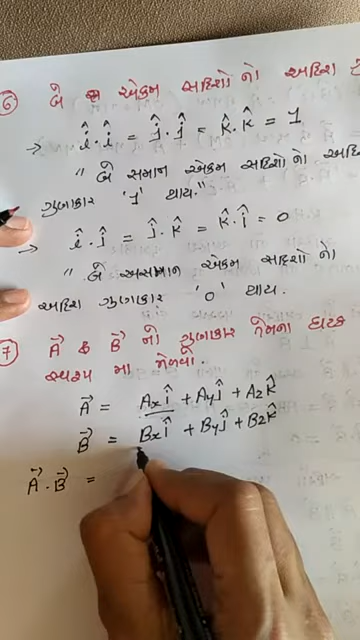 ⑥ બે એકમ સદિશો નો અદિશ
→ î · î = ĵ · ĵ = k̂ · k̂ = 1
" બે સમાન એકમ સદિશો નો અદિશ
ગુણાકાર '1' થાય."
→ î · ĵ = ĵ · k̂ = k̂ · î = 0
" બે અસમાન એકમ સદિશો નો
અદિશ ગુણાકાર '0' થાય.
⑦ A⃗ & B⃗ નો ગુણાકાર તેમના ઘટક
સ્વરૂપ માં મેળવો.
A⃗ = Axî + Ayĵ + Azk̂
B⃗ = Bxî + Byĵ + Bzk̂
A⃗ · B⃗ =